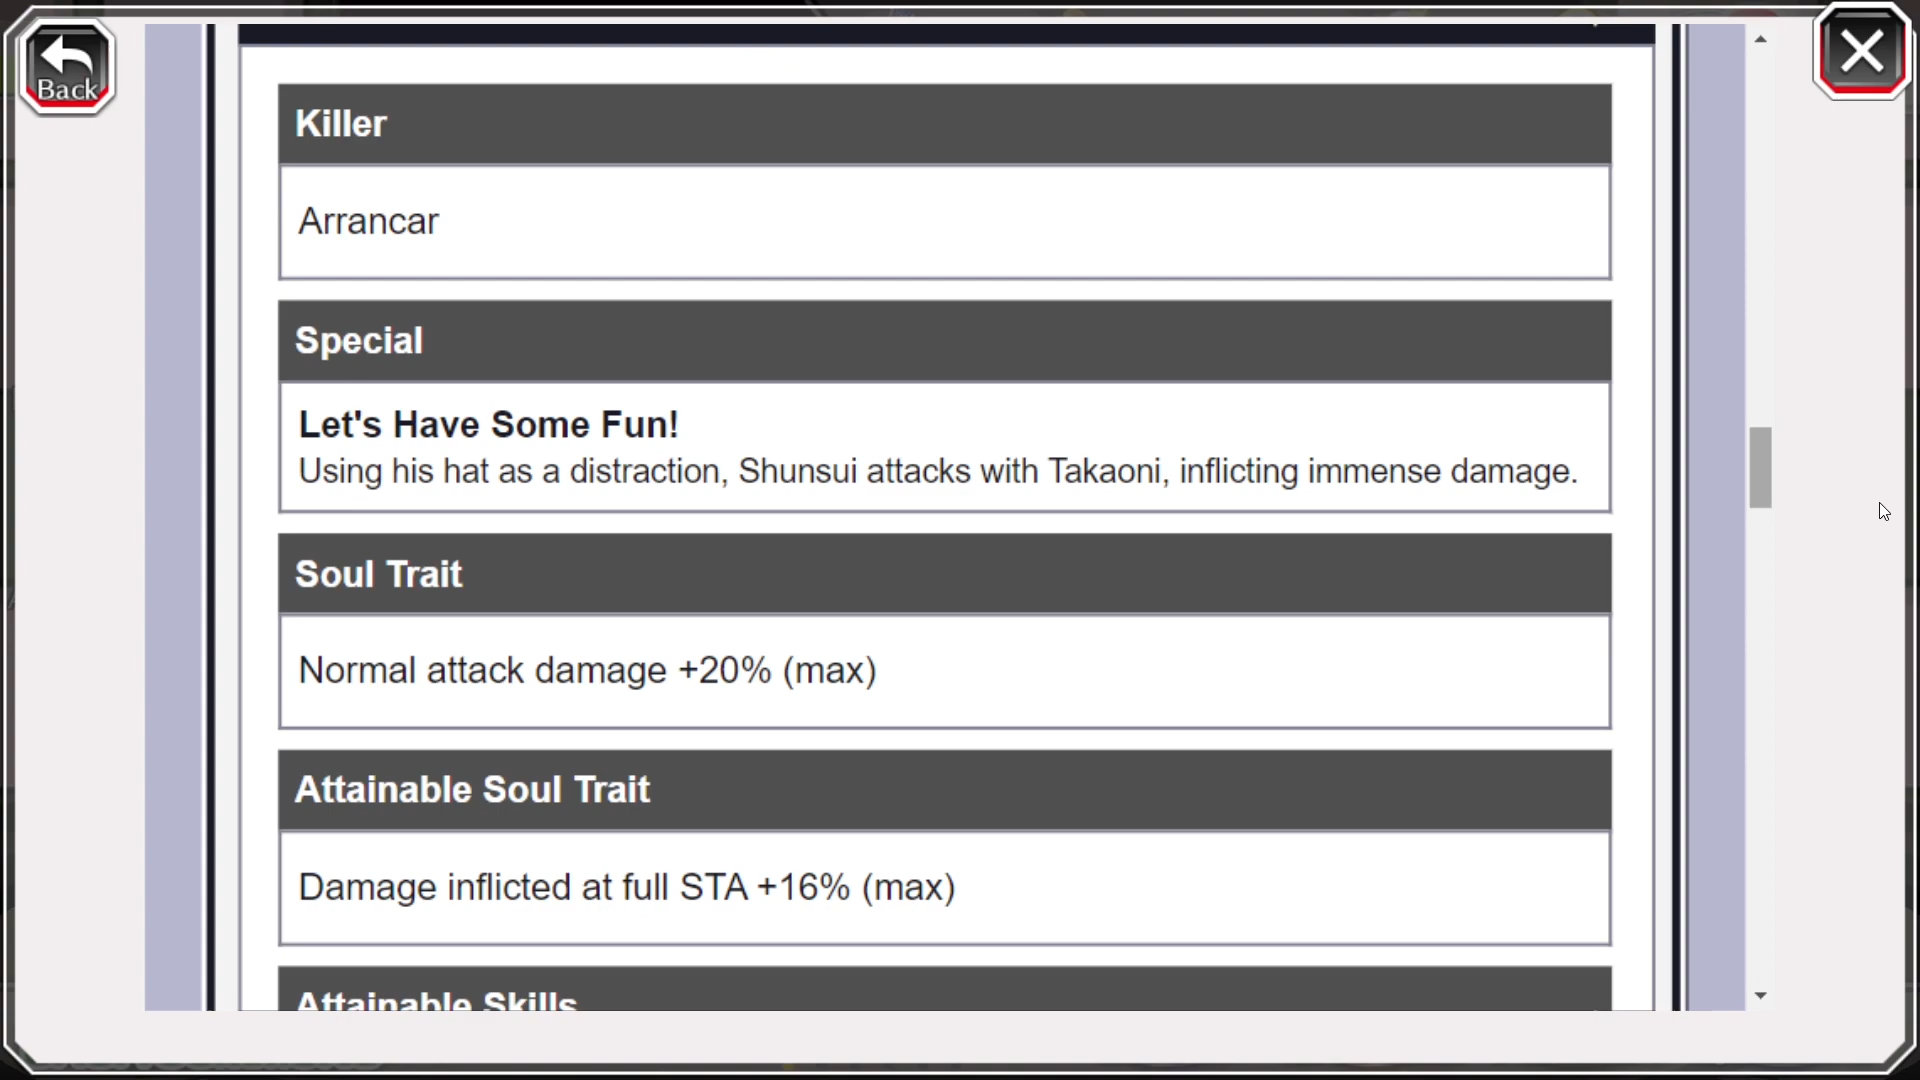 Back
Killer
Arrancar
Special
Let's Have Some Fun!
Using his hat as a distraction, Shunsui attacks with Takaoni, inflicting immense damage.
Soul Trait
Normal attack damage +20% (max)
Attainable Soul Trait
Damage inflicted at full STA +16% (max)
Attainable Skills